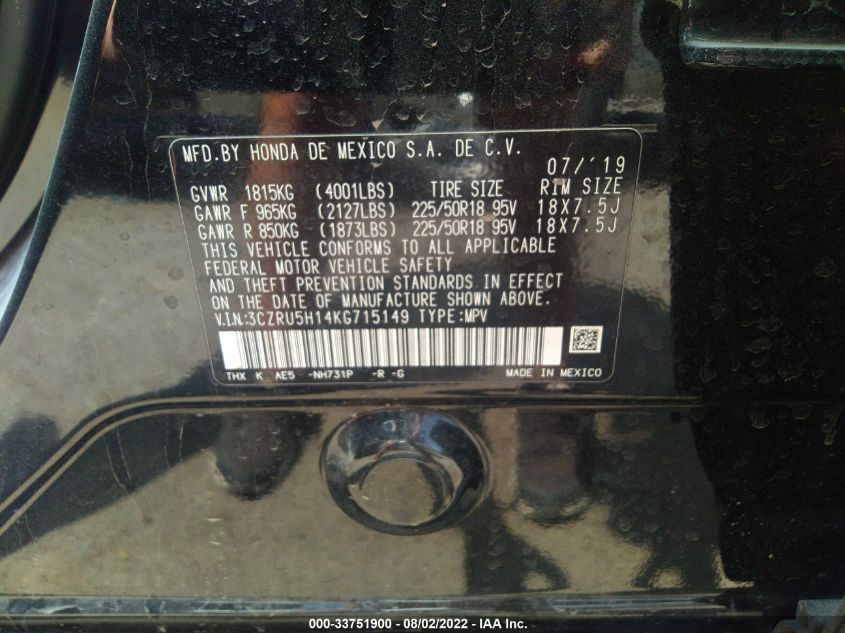 MFD.BY HONDA DE MEXICO S.A. DE C.V.
07/'19
GVWR 1815KG (4001LBS) TIRE SIZE RIM SIZE
GAWR F 965KG (2127LBS) 225/50R18 95V 18X7.5J
GAWR R 850KG (1873LBS) 225/50R18 95V 18X7.5J
THIS VEHICLE CONFORMS TO ALL APPLICABLE
FEDERAL MOTOR VEHICLE SAFETY
AND THEFT PREVENTION STANDARDS IN EFFECT
ON THE DATE OF MANUFACTURE SHOWN ABOVE.
V.I.N:3CZRU5H14KG715149 TYPE:MPV
THX K AE5 -NH731P -R -G MADE IN MEXICO
000-33751900 - 08/02/2022 - IAA Inc.